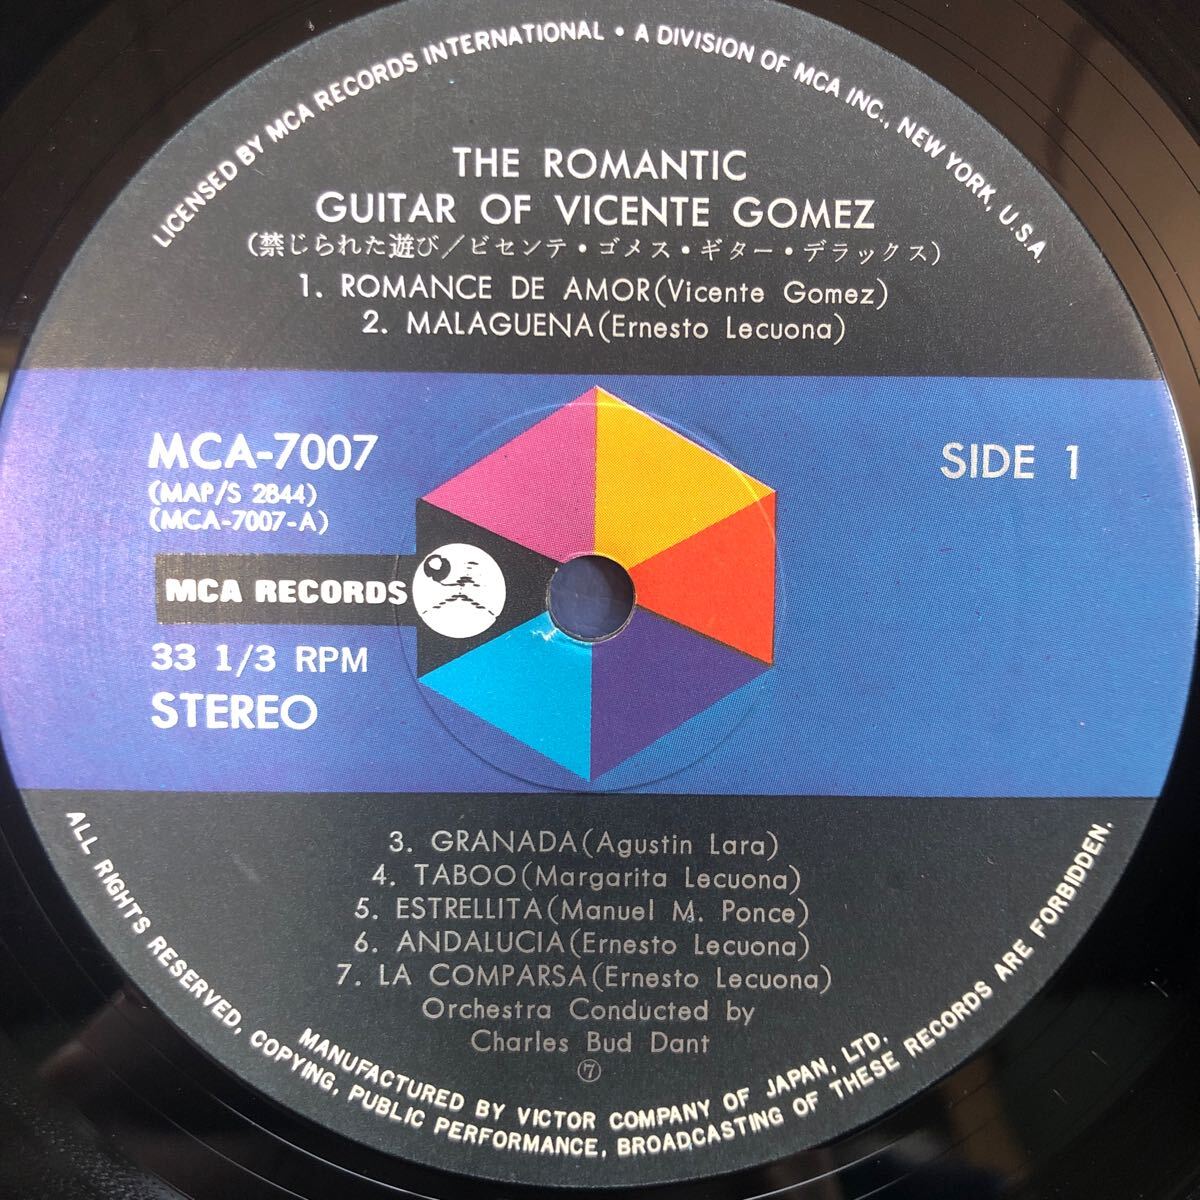 LICENSED BY MCA RECORDS INTERNATIONAL • A DIVISION OF MCA INC., NEW YORK, U.S.A.
THE ROMANTIC
GUITAR OF VICENTE GOMEZ
(禁じられた遊び/ビセンテ・ゴメス・ギター・デラックス)
1. ROMANCE DE AMOR(Vicente Gomez)
2. MALAGUENA(Ernesto Lecuona)
MCA-7007
(MAP/S 2844)
(MCA-7007-A)
SIDE 1
MCA RECORDS
33 1/3 RPM
STEREO
3. GRANADA(Agustin Lara)
4. TABOO(Margarita Lecuona)
5. ESTRELLITA(Manuel M. Ponce)
6. ANDALUCIA(Ernesto Lecuona)
7. LA COMPARSA(Ernesto Lecuona)
Orchestra Conducted by
Charles Bud Dant
⑦
MANUFACTURED BY VICTOR COMPANY OF JAPAN, LTD.
ALL RIGHTS RESERVED, COPYING, PUBLIC PERFORMANCE, BROADCASTING OF THESE RECORDS ARE FORBIDDEN.